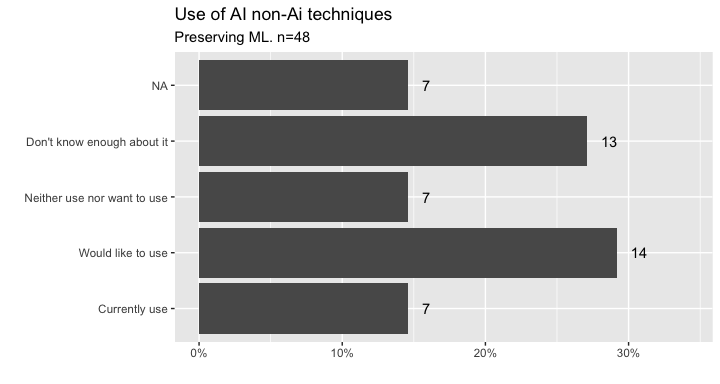 Use of AI non-Ai techniques
Preserving ML. n=48
NA
7
Don't know enough about it
13
Neither use nor want to use
7
Would like to use
14
Currently use
7
0%
10%
20%
30%